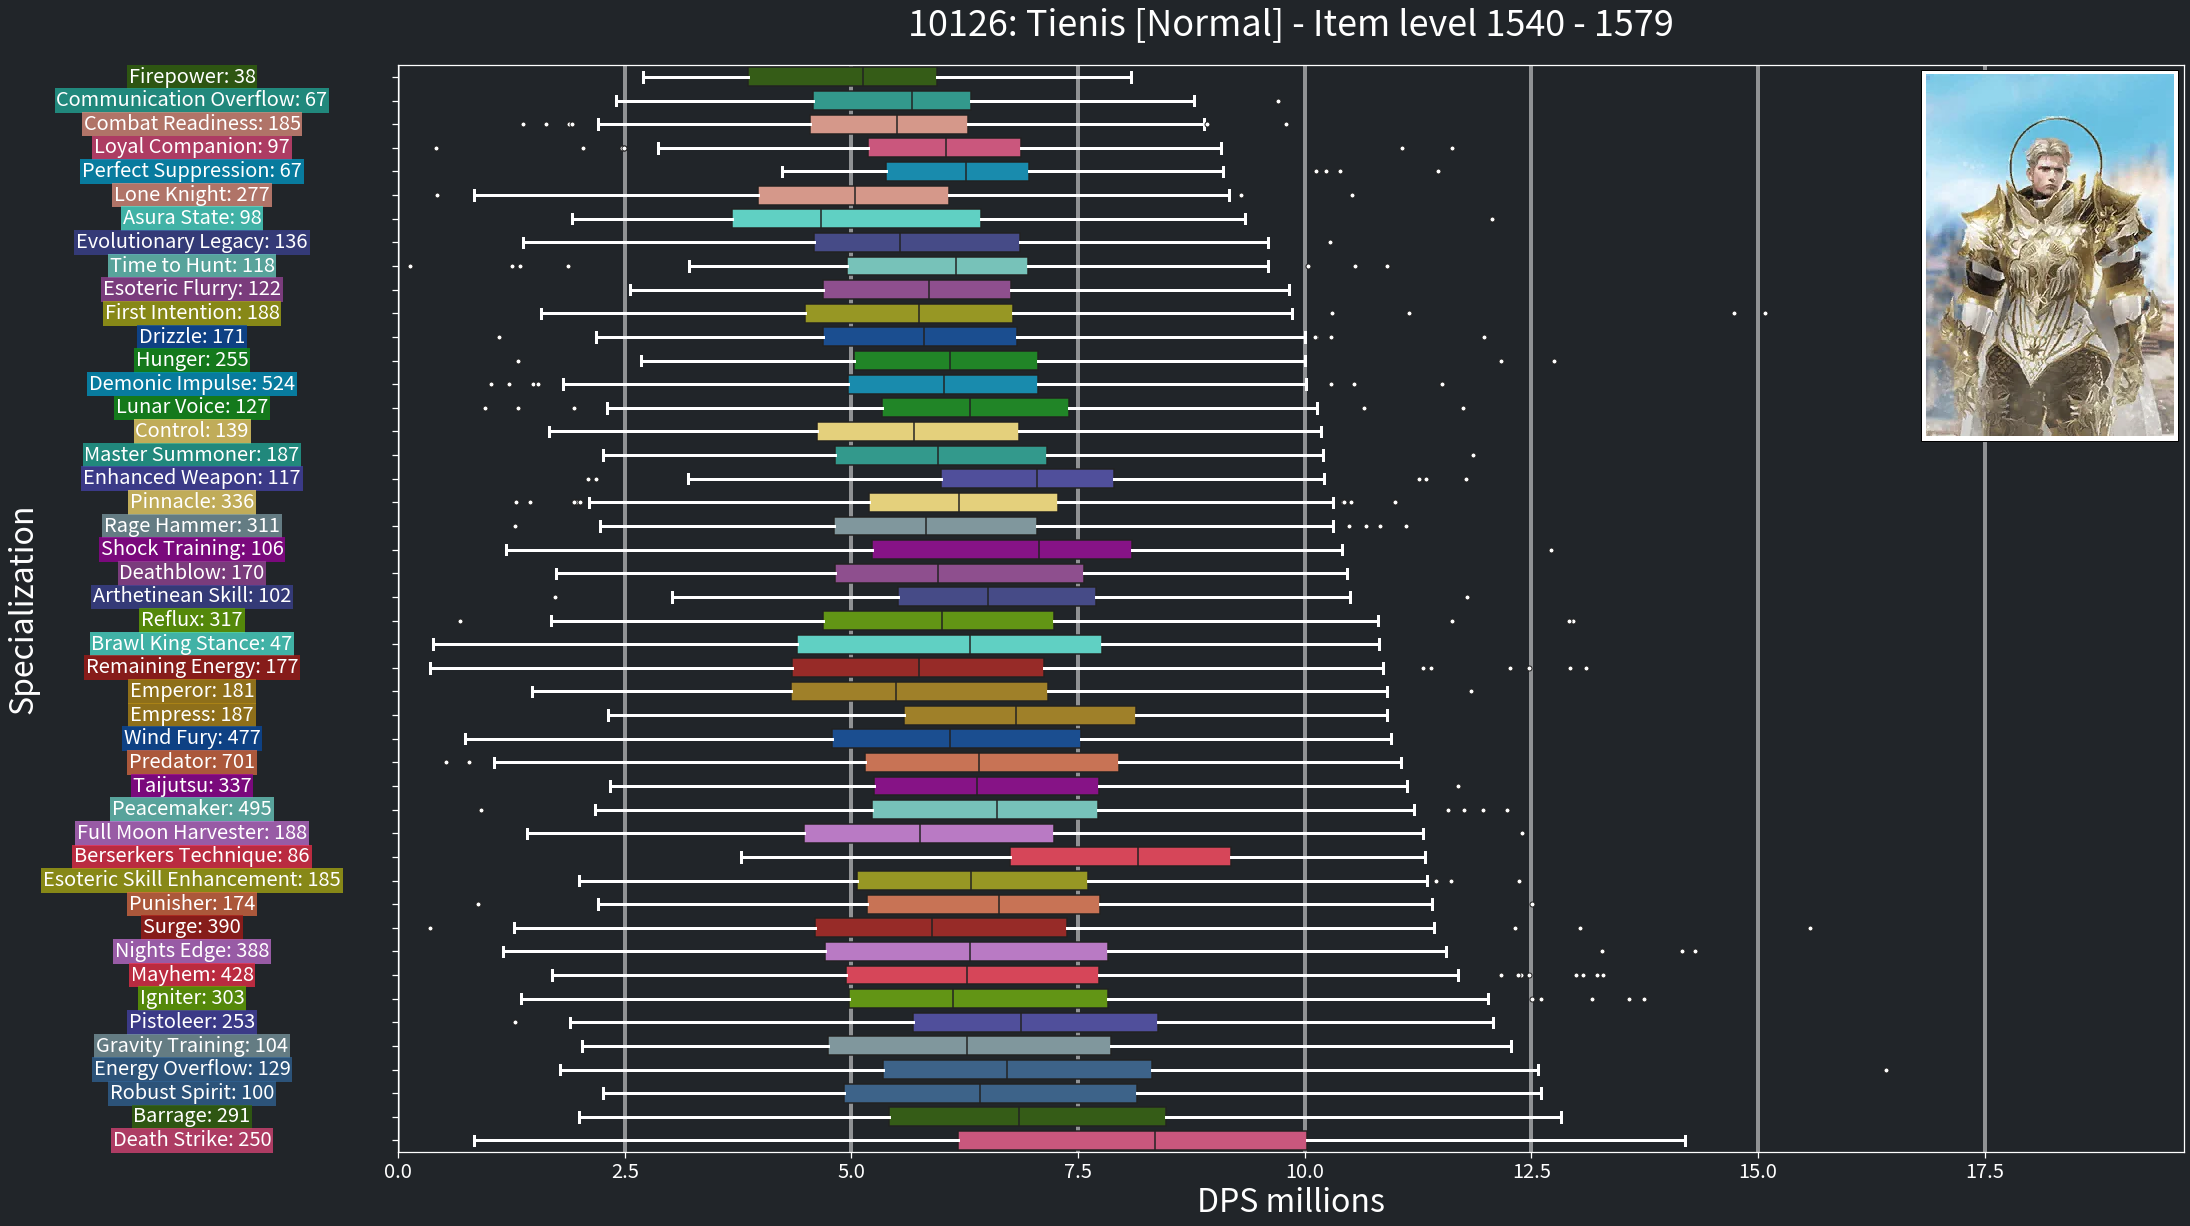 10126: Tienis [Normal] - Item level 1540 - 1579
Firepower: 38
Communication Overflow: 67
Combat Readiness: 185
Loyal Companion: 97
Perfect Suppression: 67
Lone Knight: 277
Asura State: 98
Evolutionary Legacy: 136
Time to Hunt: 118
Esoteric Flurry: 122
First Intention: 188
Drizzle: 171
Hunger: 255
Demonic Impulse: 524
Lunar Voice: 127
Control: 139
Master Summoner: 187
Enhanced Weapon: 117
Pinnacle: 336
Rage Hammer: 311
Shock Training: 106
Deathblow: 170
Arthetinean Skill: 102
Reflux: 317
Brawl King Stance: 47
Remaining Energy: 177
Emperor: 181
Empress: 187
Wind Fury: 477
Predator: 701
Taijutsu: 337
Peacemaker: 495
Full Moon Harvester: 188
Berserkers Technique: 86
Esoteric Skill Enhancement: 185
Punisher: 174
Surge: 390
Nights Edge: 388
Mayhem: 428
Igniter: 303
Pistoleer: 253
Gravity Training: 104
Energy Overflow: 129
Robust Spirit: 100
Barrage: 291
Death Strike: 250
Specialization
0.0 2.5 5.0 7.5 10.0 12.5 15.0 17.5
DPS millions